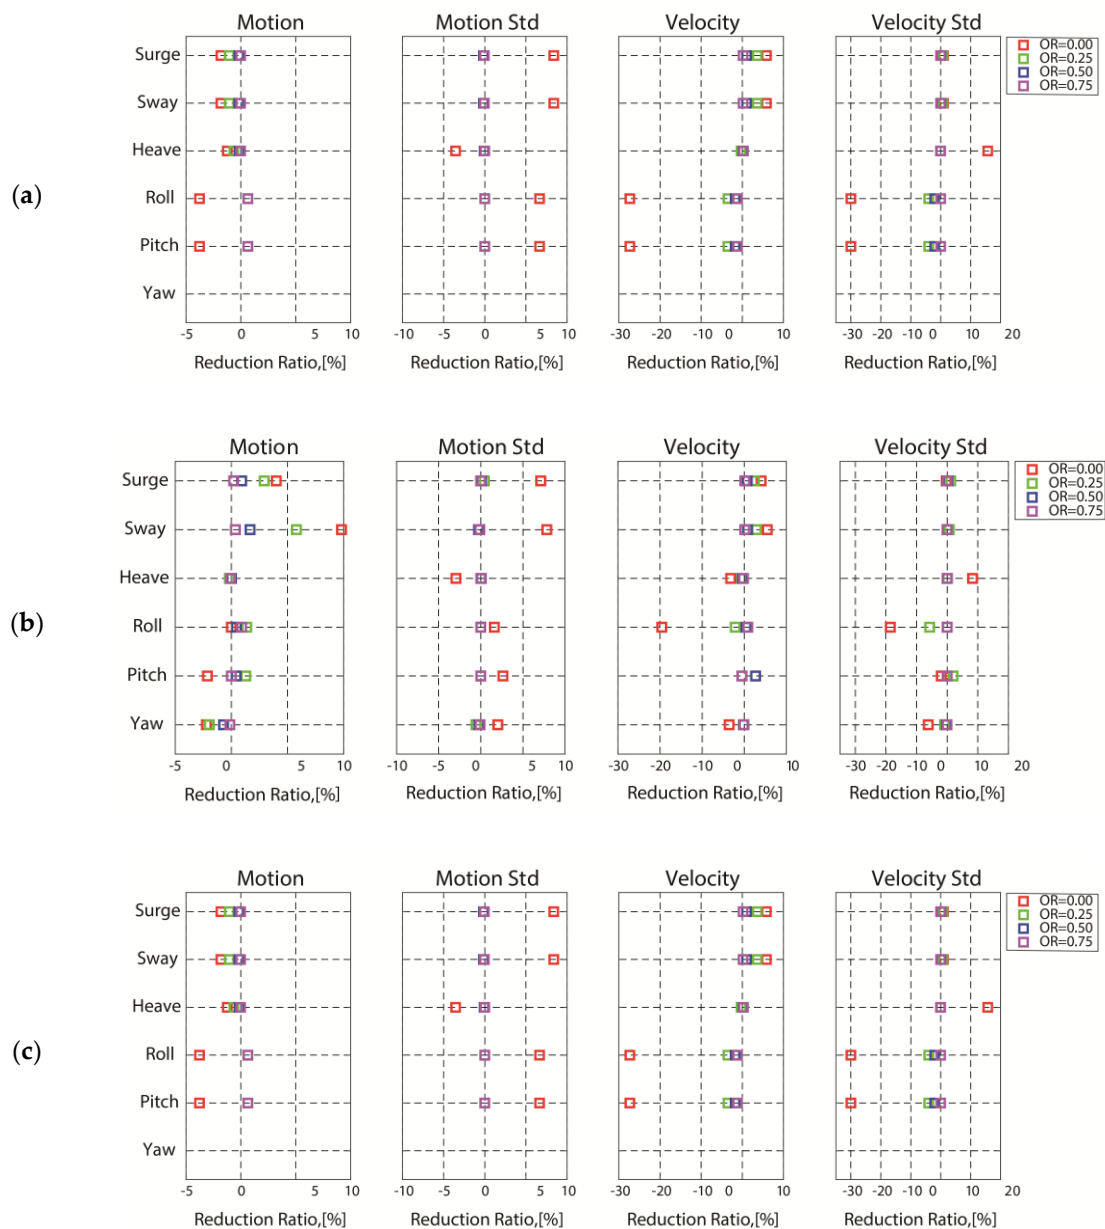 Motion Motion Std Velocity Velocity Std
Surge OR=0.00
OR=0.25
OR=0.50
OR=0.75
Sway
Heave
(a) Roll
Pitch
Yaw
-5 0 5 10 -10 -5 0 5 10 -30 -20 -10 0 10 -30 -20 -10 0 10 20
Reduction Ratio,[%] Reduction Ratio,[%] Reduction Ratio,[%] Reduction Ratio,[%]
Motion Motion Std Velocity Velocity Std
Surge OR=0.00
OR=0.25
OR=0.50
OR=0.75
Sway
Heave
(b) Roll
Pitch
Yaw
-5 0 5 10 -10 -5 0 5 10 -30 -20 -10 0 10 -30 -20 -10 0 10 20
Reduction Ratio,[%] Reduction Ratio,[%] Reduction Ratio,[%] Reduction Ratio,[%]
Motion Motion Std Velocity Velocity Std
Surge OR=0.00
OR=0.25
OR=0.50
OR=0.75
Sway
Heave
(c) Roll
Pitch
Yaw
-5 0 5 10 -10 -5 0 5 10 -30 -20 -10 0 10 -30 -20 -10 0 10 20
Reduction Ratio,[%] Reduction Ratio,[%] Reduction Ratio,[%] Reduction Ratio,[%]